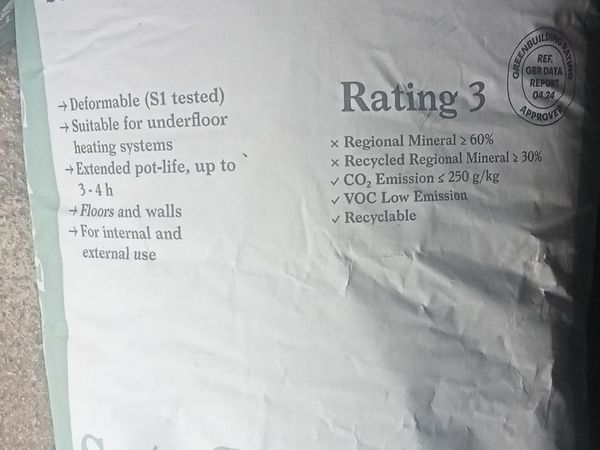 → Deformable (S1 tested)
→ Suitable for underfloor
heating systems
→ Extended pot-life, up to
3 - 4 h
→ Floors and walls
→ For internal and
external use
Rating 3
× Regional Mineral ≥ 60%
× Recycled Regional Mineral ≥ 30%
✓ CO₂ Emission ≤ 250 g/kg
✓ VOC Low Emission
✓ Recyclable
GREENBUILDING RATING
REF.
GBR DATA
REPORT
04.24
APPROVED